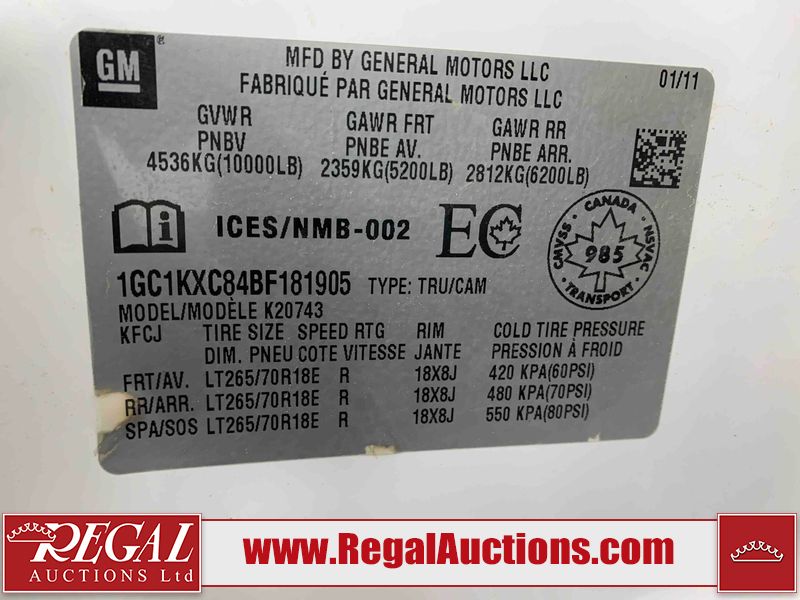 GM®
MFD BY GENERAL MOTORS LLC
FABRIQUÉ PAR GENERAL MOTORS LLC
01/11
GVWR GAWR FRT GAWR RR
PNBV PNBE AV. PNBE ARR.
4536KG(10000LB) 2359KG(5200LB) 2812KG(6200LB)
ICES/NMB-002 EC
CANADA
CMVSS 985 NSVAC
TRANSPORT
1GC1KXC84BF181905 TYPE: TRU/CAM
MODEL/MODÈLE K20743
KFCJ TIRE SIZE SPEED RTG RIM COLD TIRE PRESSURE
DIM. PNEU COTE VITESSE JANTE PRESSION À FROID
FRT/AV. LT265/70R18E R 18X8J 420 KPA(60PSI)
RR/ARR. LT265/70R18E R 18X8J 480 KPA(70PSI)
SPA/SOS LT265/70R18E R 18X8J 550 KPA(80PSI)
REGAL
AUCTIONS Ltd
www.RegalAuctions.com